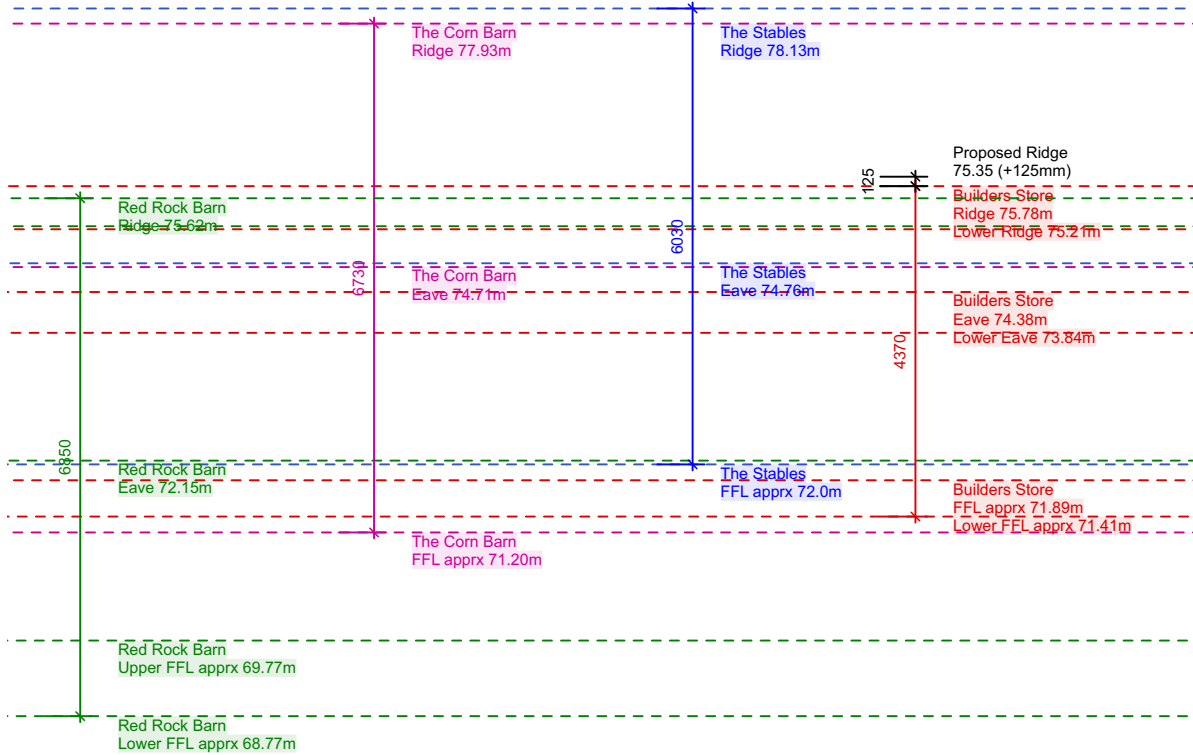 The Corn Barn
Ridge 77.93m
The Stables
Ridge 78.13m
Proposed Ridge
75.35 (+125mm)
125
Builders Store
Ridge 75.78m
Lower Ridge 75.21m
Red Rock Barn
Ridge 75.62m
6730
6030
The Corn Barn
Eave 74.71m
The Stables
Eave 74.76m
Builders Store
Eave 74.38m
Lower Eave 73.84m
4370
6850
Red Rock Barn
Eave 72.15m
The Stables
FFL apprx 72.0m
Builders Store
FFL apprx 71.89m
Lower FFL apprx 71.41m
The Corn Barn
FFL apprx 71.20m
Red Rock Barn
Upper FFL apprx 69.77m
Red Rock Barn
Lower FFL apprx 68.77m